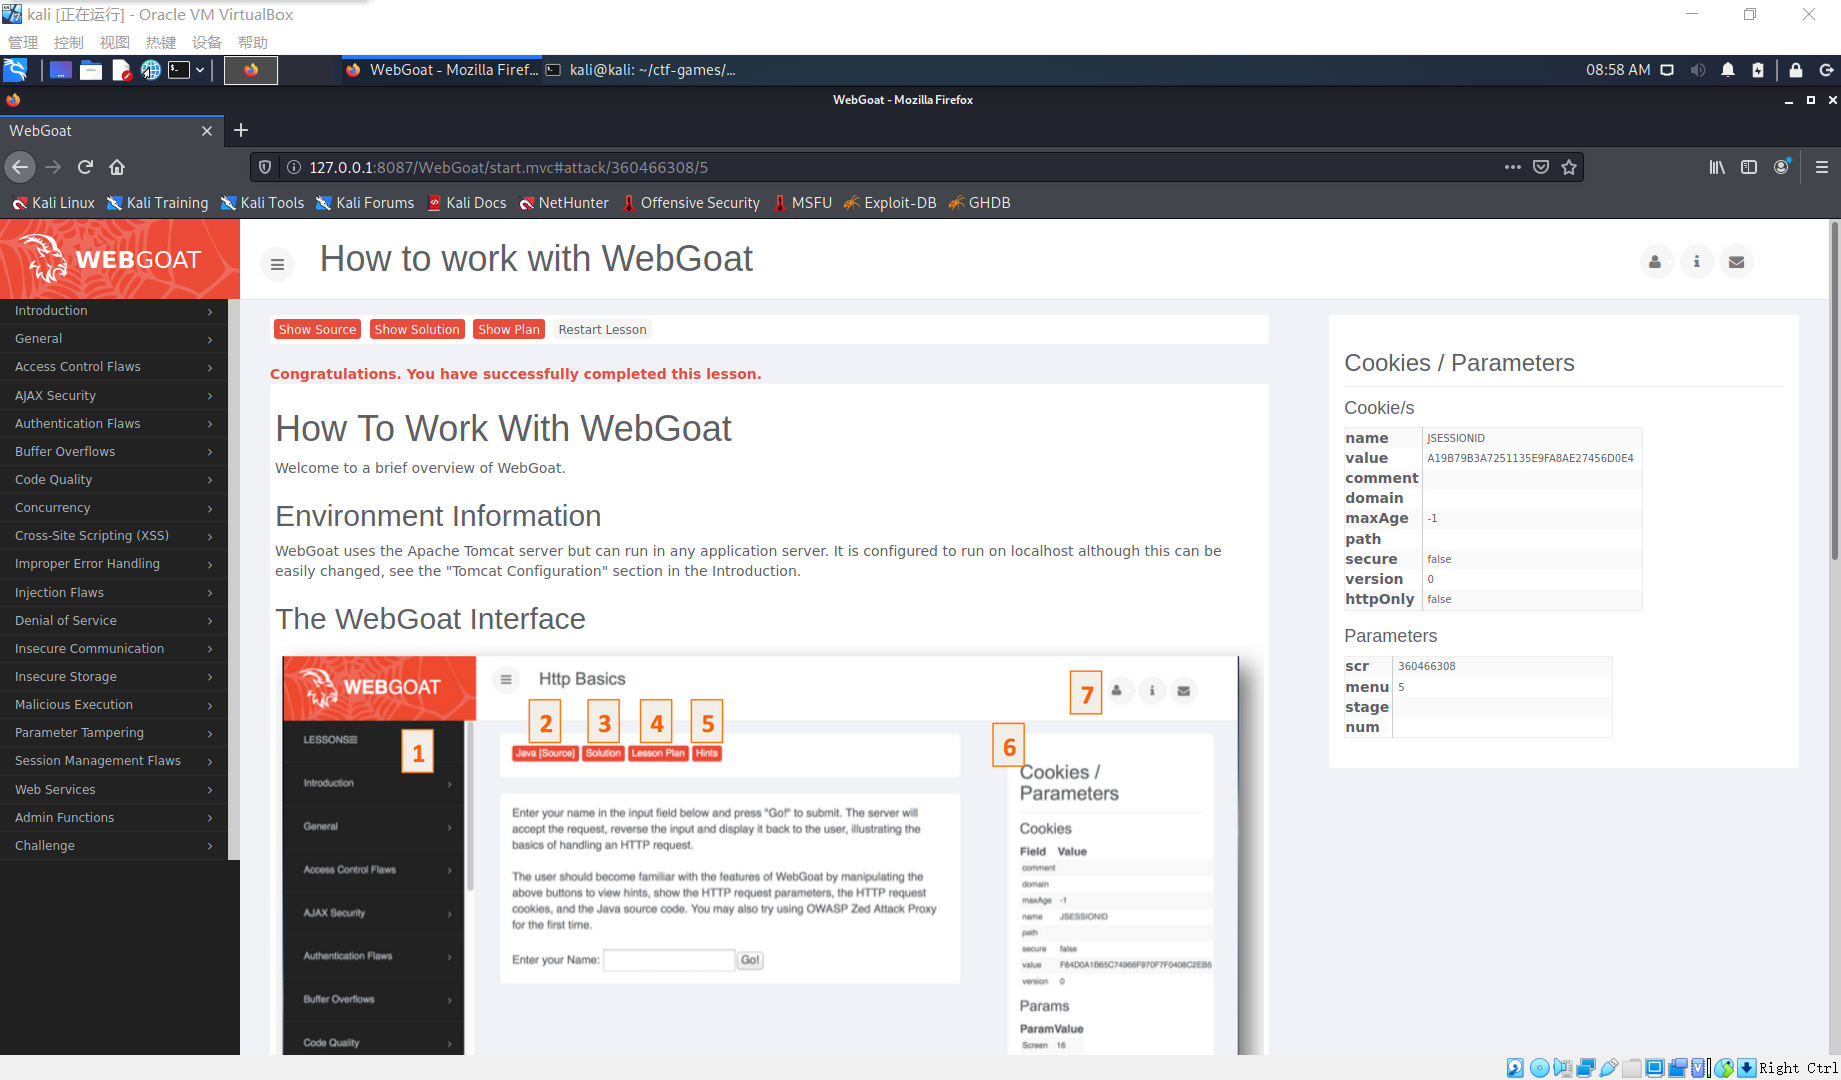 kali [正在运行] - Oracle VM VirtualBox
管理 控制 视图 热键 设备 帮助
WebGoat - Mozilla Firef... kali@kali: ~/ctf-games/... 08:58 AM
WebGoat - Mozilla Firefox
WebGoat
127.0.0.1:8087/WebGoat/start.mvc#attack/360466308/5
Kali Linux Kali Training Kali Tools Kali Forums Kali Docs NetHunter Offensive Security MSFU Exploit-DB GHDB
WEBGOAT
How to work with WebGoat
Introduction
General
Access Control Flaws
AJAX Security
Authentication Flaws
Buffer Overflows
Code Quality
Concurrency
Cross-Site Scripting (XSS)
Improper Error Handling
Injection Flaws
Denial of Service
Insecure Communication
Insecure Storage
Malicious Execution
Parameter Tampering
Session Management Flaws
Web Services
Admin Functions
Challenge
Show Source Show Solution Show Plan Restart Lesson
Congratulations. You have successfully completed this lesson.
How To Work With WebGoat
Welcome to a brief overview of WebGoat.
Environment Information
WebGoat uses the Apache Tomcat server but can run in any application server. It is configured to run on localhost although this can be
easily changed, see the "Tomcat Configuration" section in the Introduction.
The WebGoat Interface
WEBGOAT
Http Basics
7
2 3 4 5
Java [Source] Solution Lesson Plan Hints
1
6
LESSONS
Introduction
General
Access Control Flaws
AJAX Security
Authentication Flaws
Buffer Overflows
Code Quality
Enter your name in the input field below and press "Go!" to submit. The server will
accept the request, reverse the input and display it back to the user, illustrating the
basics of handling an HTTP request.
The user should become familiar with the features of WebGoat by manipulating the
above buttons to view hints, show the HTTP request parameters, the HTTP request
cookies, and the Java source code. You may also try using OWASP Zed Attack Proxy
for the first time.
Enter your Name: Go!
Cookies /
Parameters
Cookies
Field Value
comment
domain
maxAge -1
name JSESSIONID
path
secure false
value F84D0A1B65C74966F970F7F0408C2EB5
version 0
Params
ParamValue
Screen 16
Cookies / Parameters
Cookie/s
name JSESSIONID
value A19B79B3A7251135E9FA8AE27456D0E4
comment
domain
maxAge -1
path
secure false
version 0
httpOnly false
Parameters
scr 360466308
menu 5
stage
num
Right Ctrl